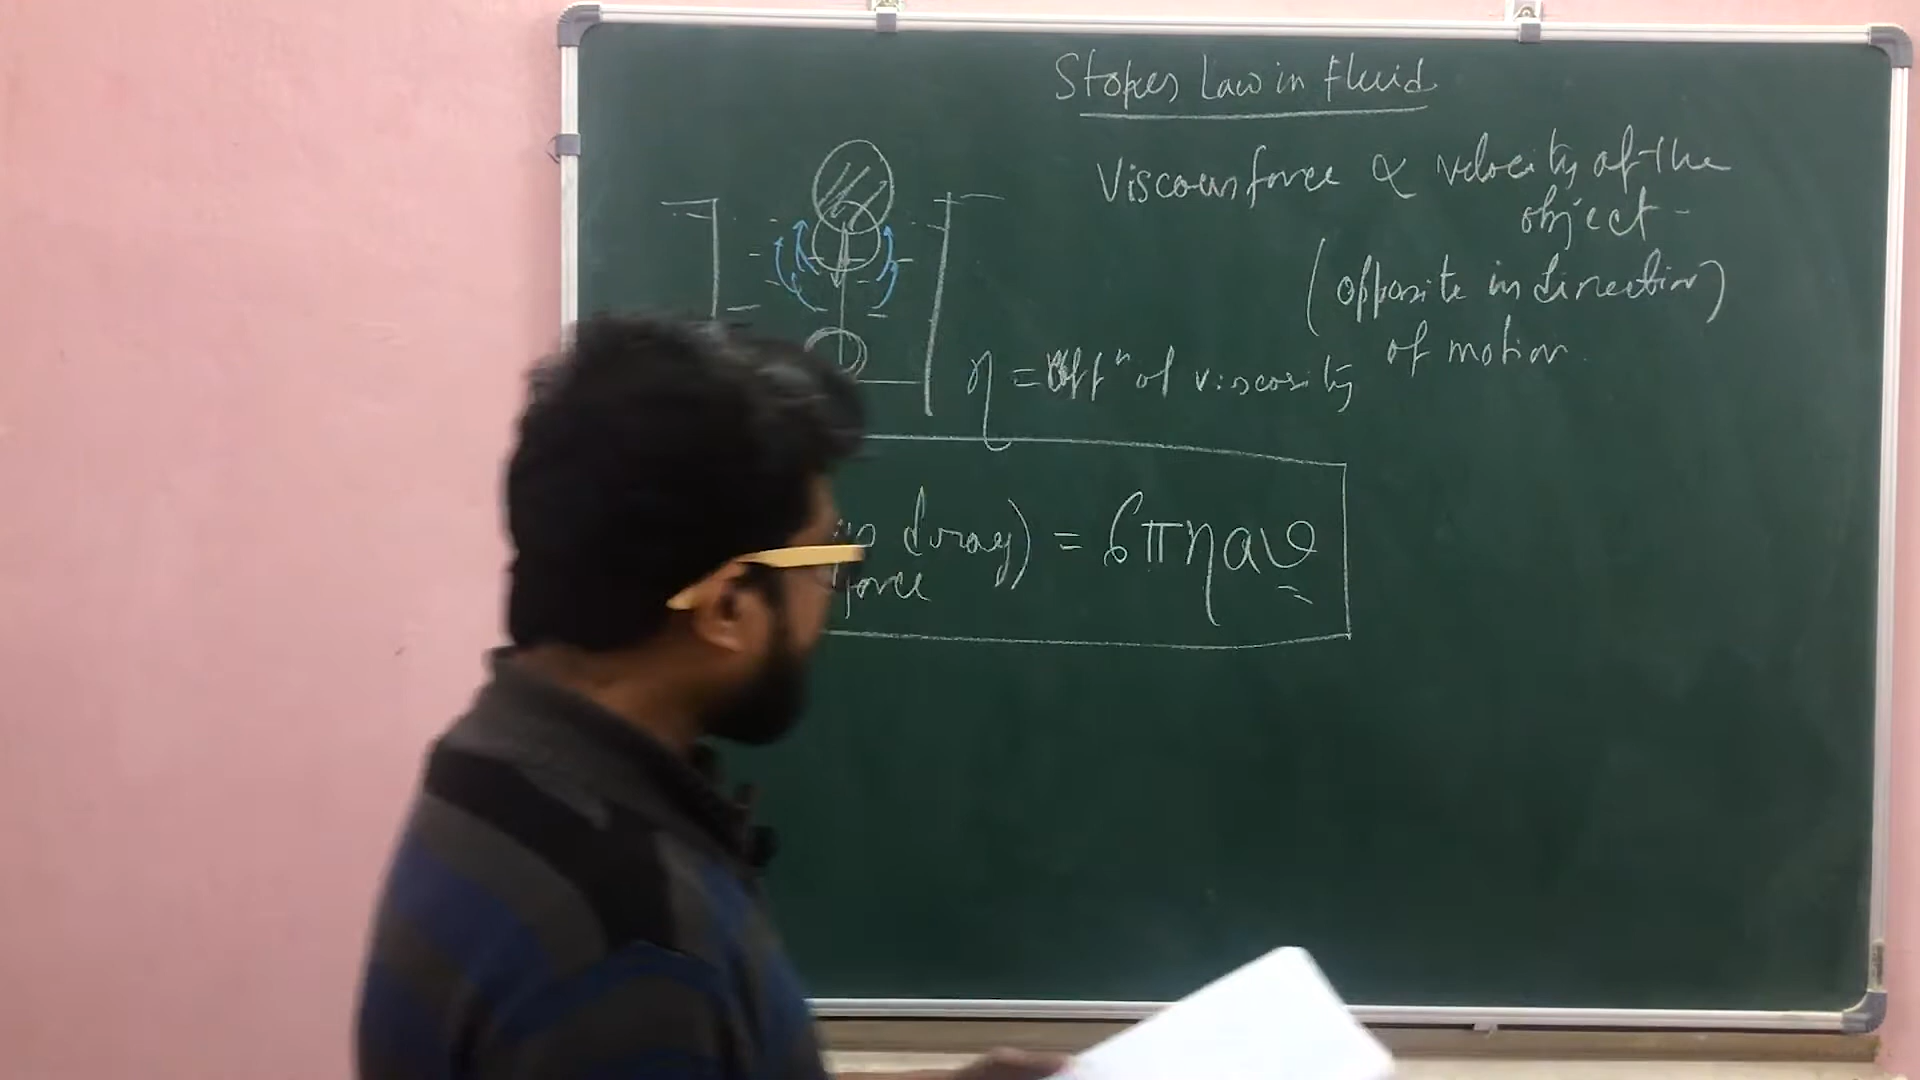 Stokes Law in Fluid
Viscous force ∝ velocity of the
object -
(opposite in direction)
of motion.
η = coffⁿ of viscosity
drag) = 6πηav
force